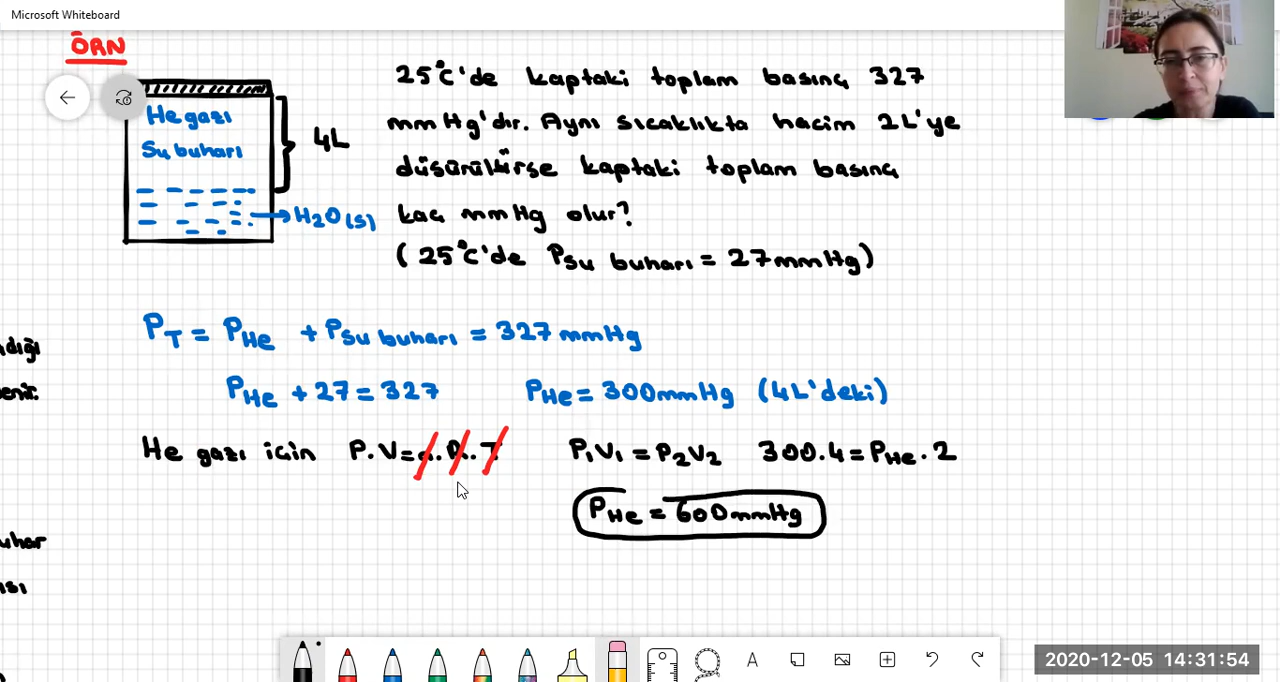 Microsoft Whiteboard
ÖRN
He gazı
Su buharı
4L
H2O(s)
25°C'de kaptaki toplam basınç 327
mmHg'dır. Aynı sıcaklıkta hacim 2L'ye
düşürülürse kaptaki toplam basınç
kaç mmHg olur?
(25°C'de Psu buharı = 27mmHg)
PT = PHe + Psu buharı = 327 mmHg
PHe + 27 = 327 PHe = 300mmHg (4L'deki)
He gazı için P.V = n.R.T P1V1 = P2V2 300.4 = PHe.2
PHe = 600mmHg
ısı
2020-12-05 14:31:54